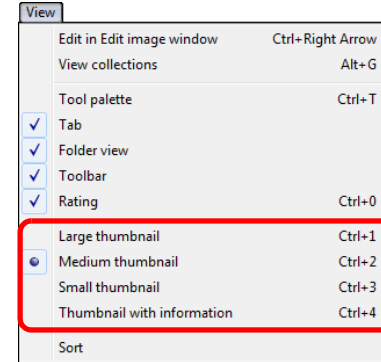 View
Edit in Edit image window Ctrl+Right Arrow
View collections Alt+G
Tool palette Ctrl+T
Tab
Folder view
Toolbar
Rating Ctrl+0
Large thumbnail Ctrl+1
Medium thumbnail Ctrl+2
Small thumbnail Ctrl+3
Thumbnail with information Ctrl+4
Sort